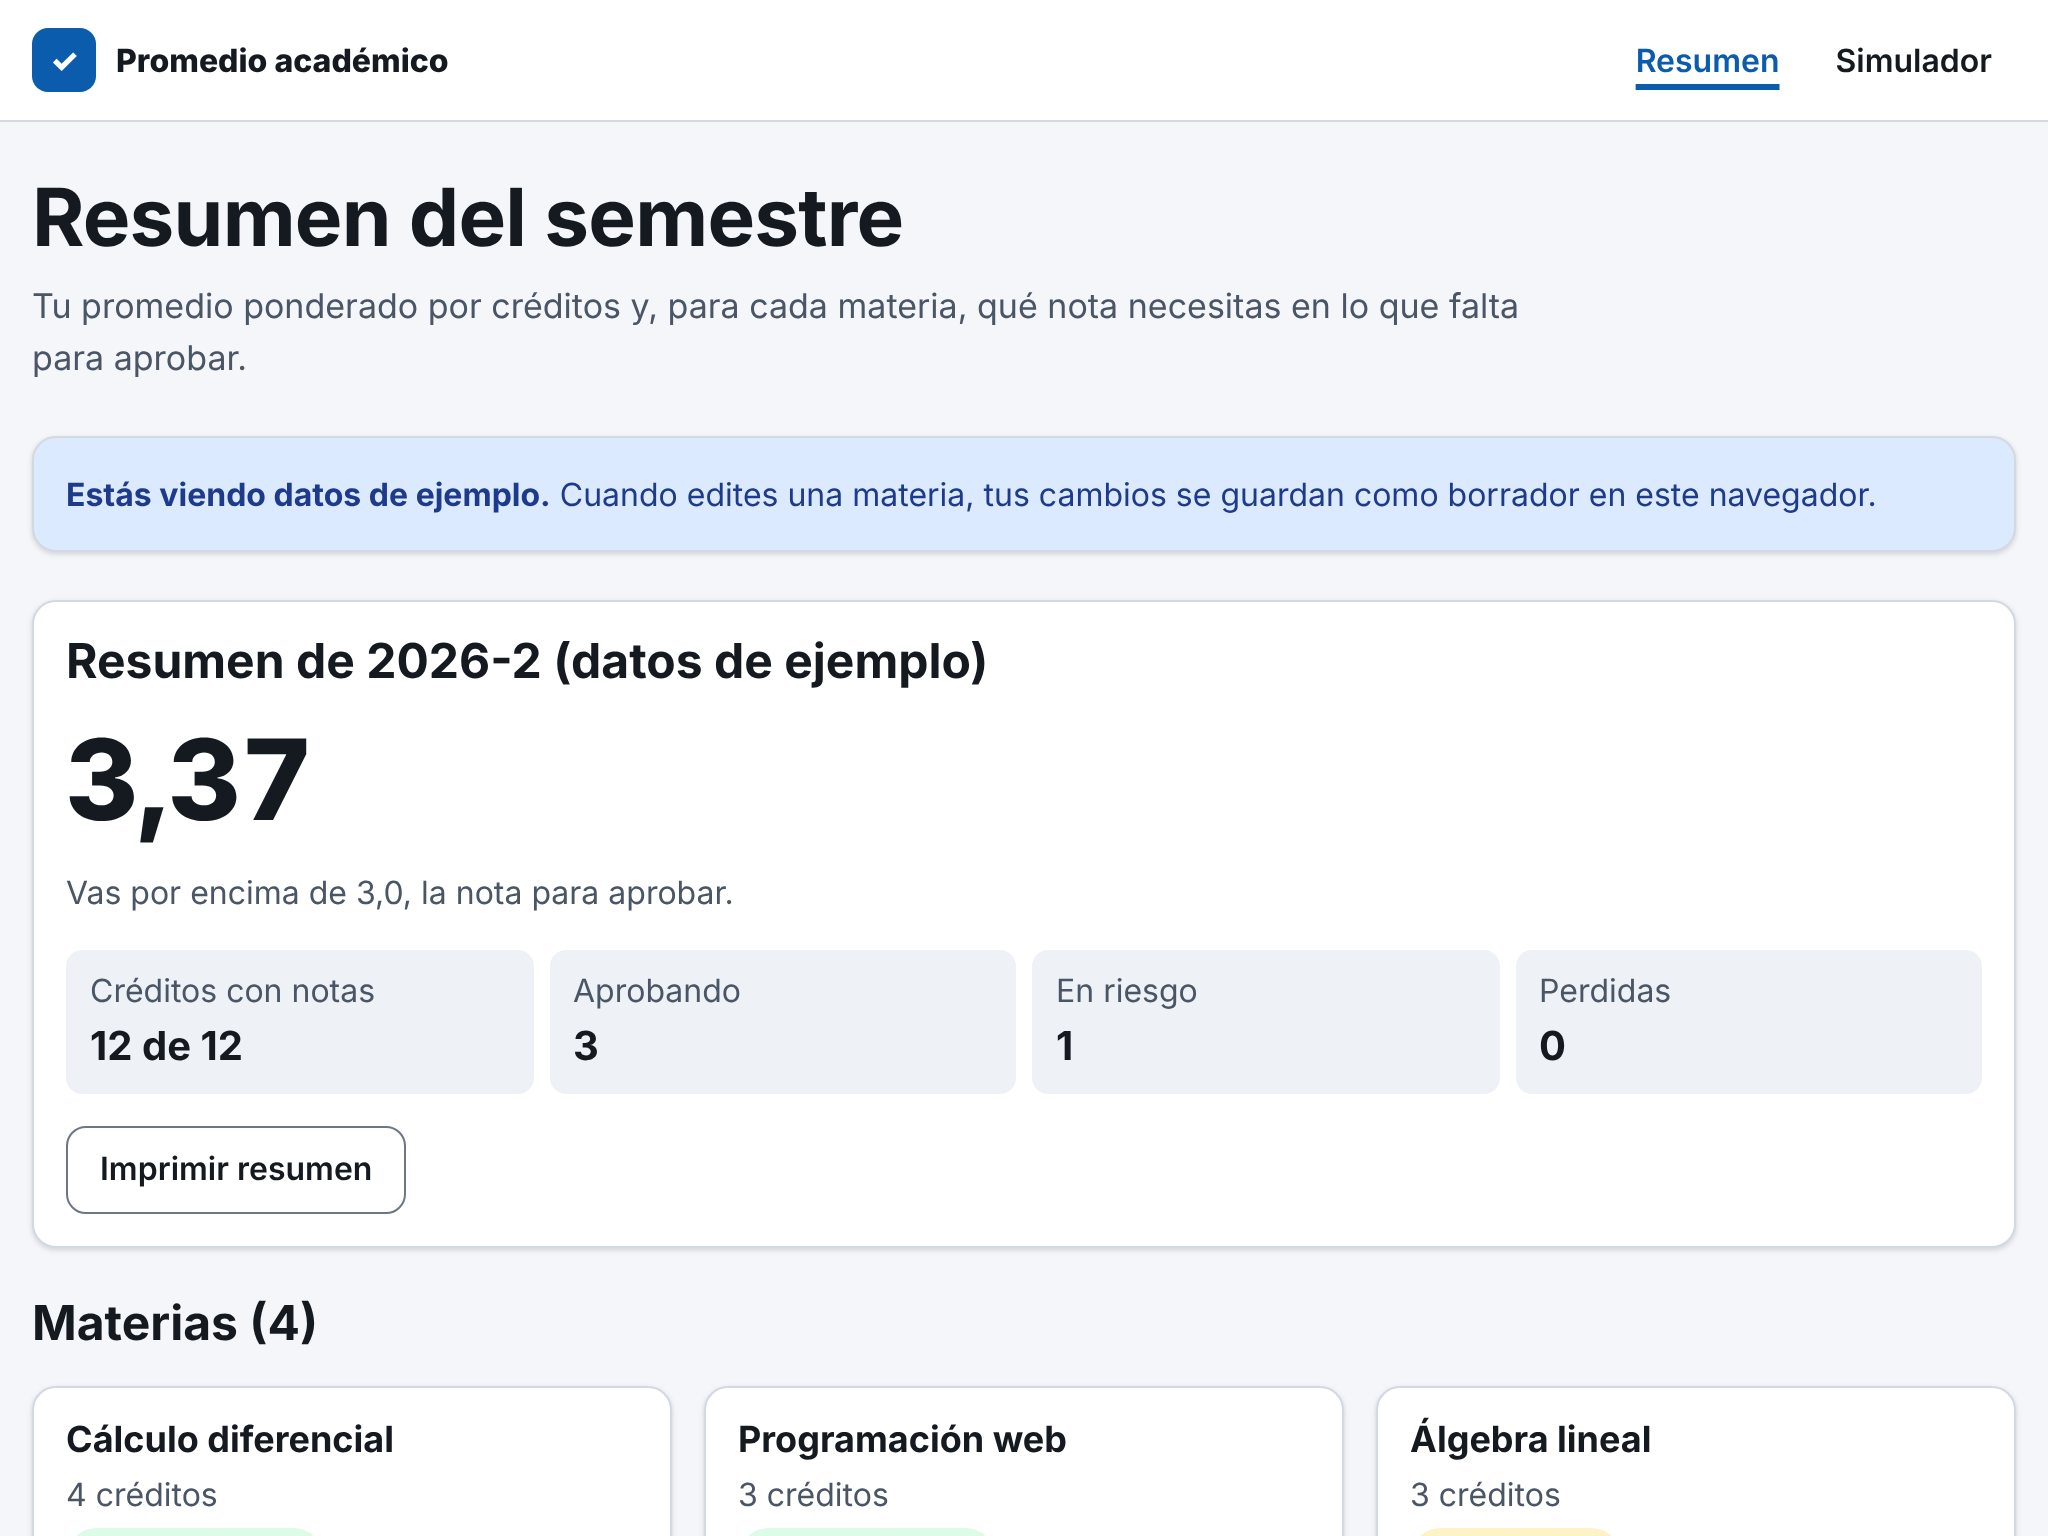 Promedio académico
Resumen
Simulador
Resumen del semestre
Tu promedio ponderado por créditos y, para cada materia, qué nota necesitas en lo que falta
para aprobar.
Estás viendo datos de ejemplo. Cuando edites una materia, tus cambios se guardan como borrador en este navegador.
Resumen de 2026-2 (datos de ejemplo)
3,37
Vas por encima de 3,0, la nota para aprobar.
Créditos con notas
12 de 12
Aprobando
3
En riesgo
1
Perdidas
0
Imprimir resumen
Materias (4)
Cálculo diferencial
4 créditos
Programación web
3 créditos
Álgebra lineal
3 créditos